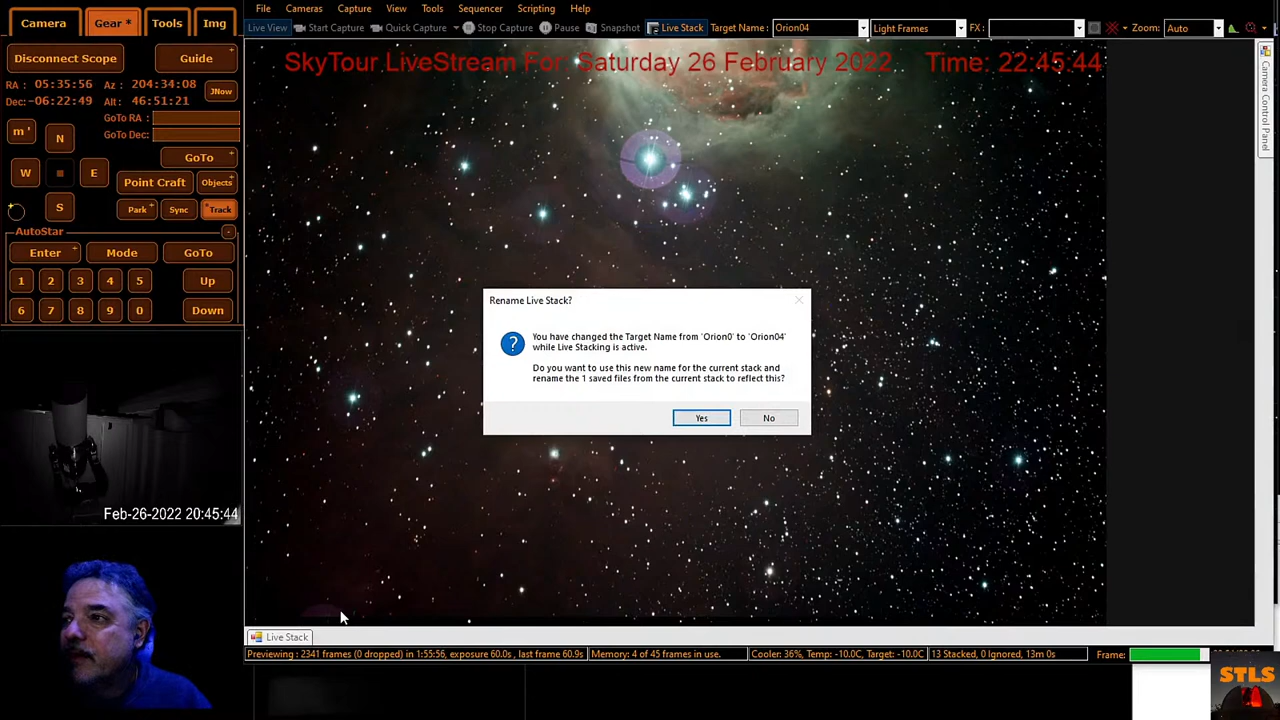 Camera
Gear *
Tools
Img
Disconnect Scope
Guide
+
RA : 05:35:56 Az : 204:34:08
Dec: -06:22:49 Alt : 46:51:21
JNow
GoTo RA :
GoTo Dec:
m '
N
W
E
S
GoTo
+
Point Craft
Objects
+
Park
+
Sync
Track
AutoStar
-
Enter
+
Mode
GoTo
1 2 3 4 5 Up
6 7 8 9 0 Down
Feb-26-2022 20:45:44
File Cameras Capture View Tools Sequencer Scripting Help
Live View Start Capture Quick Capture Stop Capture Pause Snapshot Live Stack Target Name : Orion04 Light Frames FX : Zoom: Auto
SkyTour LiveStream For Saturday 26 February 2022 Time: 22:45:44
Camera Control Panel
Rename Live Stack?
You have changed the Target Name from 'Orion0' to 'Orion04'
while Live Stacking is active.
Do you want to use this new name for the current stack and
rename the 1 saved files from the current stack to reflect this?
Yes
No
Live Stack
Previewing : 2341 frames (0 dropped) in 1:55:56, exposure 60.0s , last frame 60.9s Memory: 4 of 45 frames in use. Cooler: 36%, Temp: -10.0C, Target: -10.0C 13 Stacked, 0 Ignored, 13m 0s Frame:
STLS